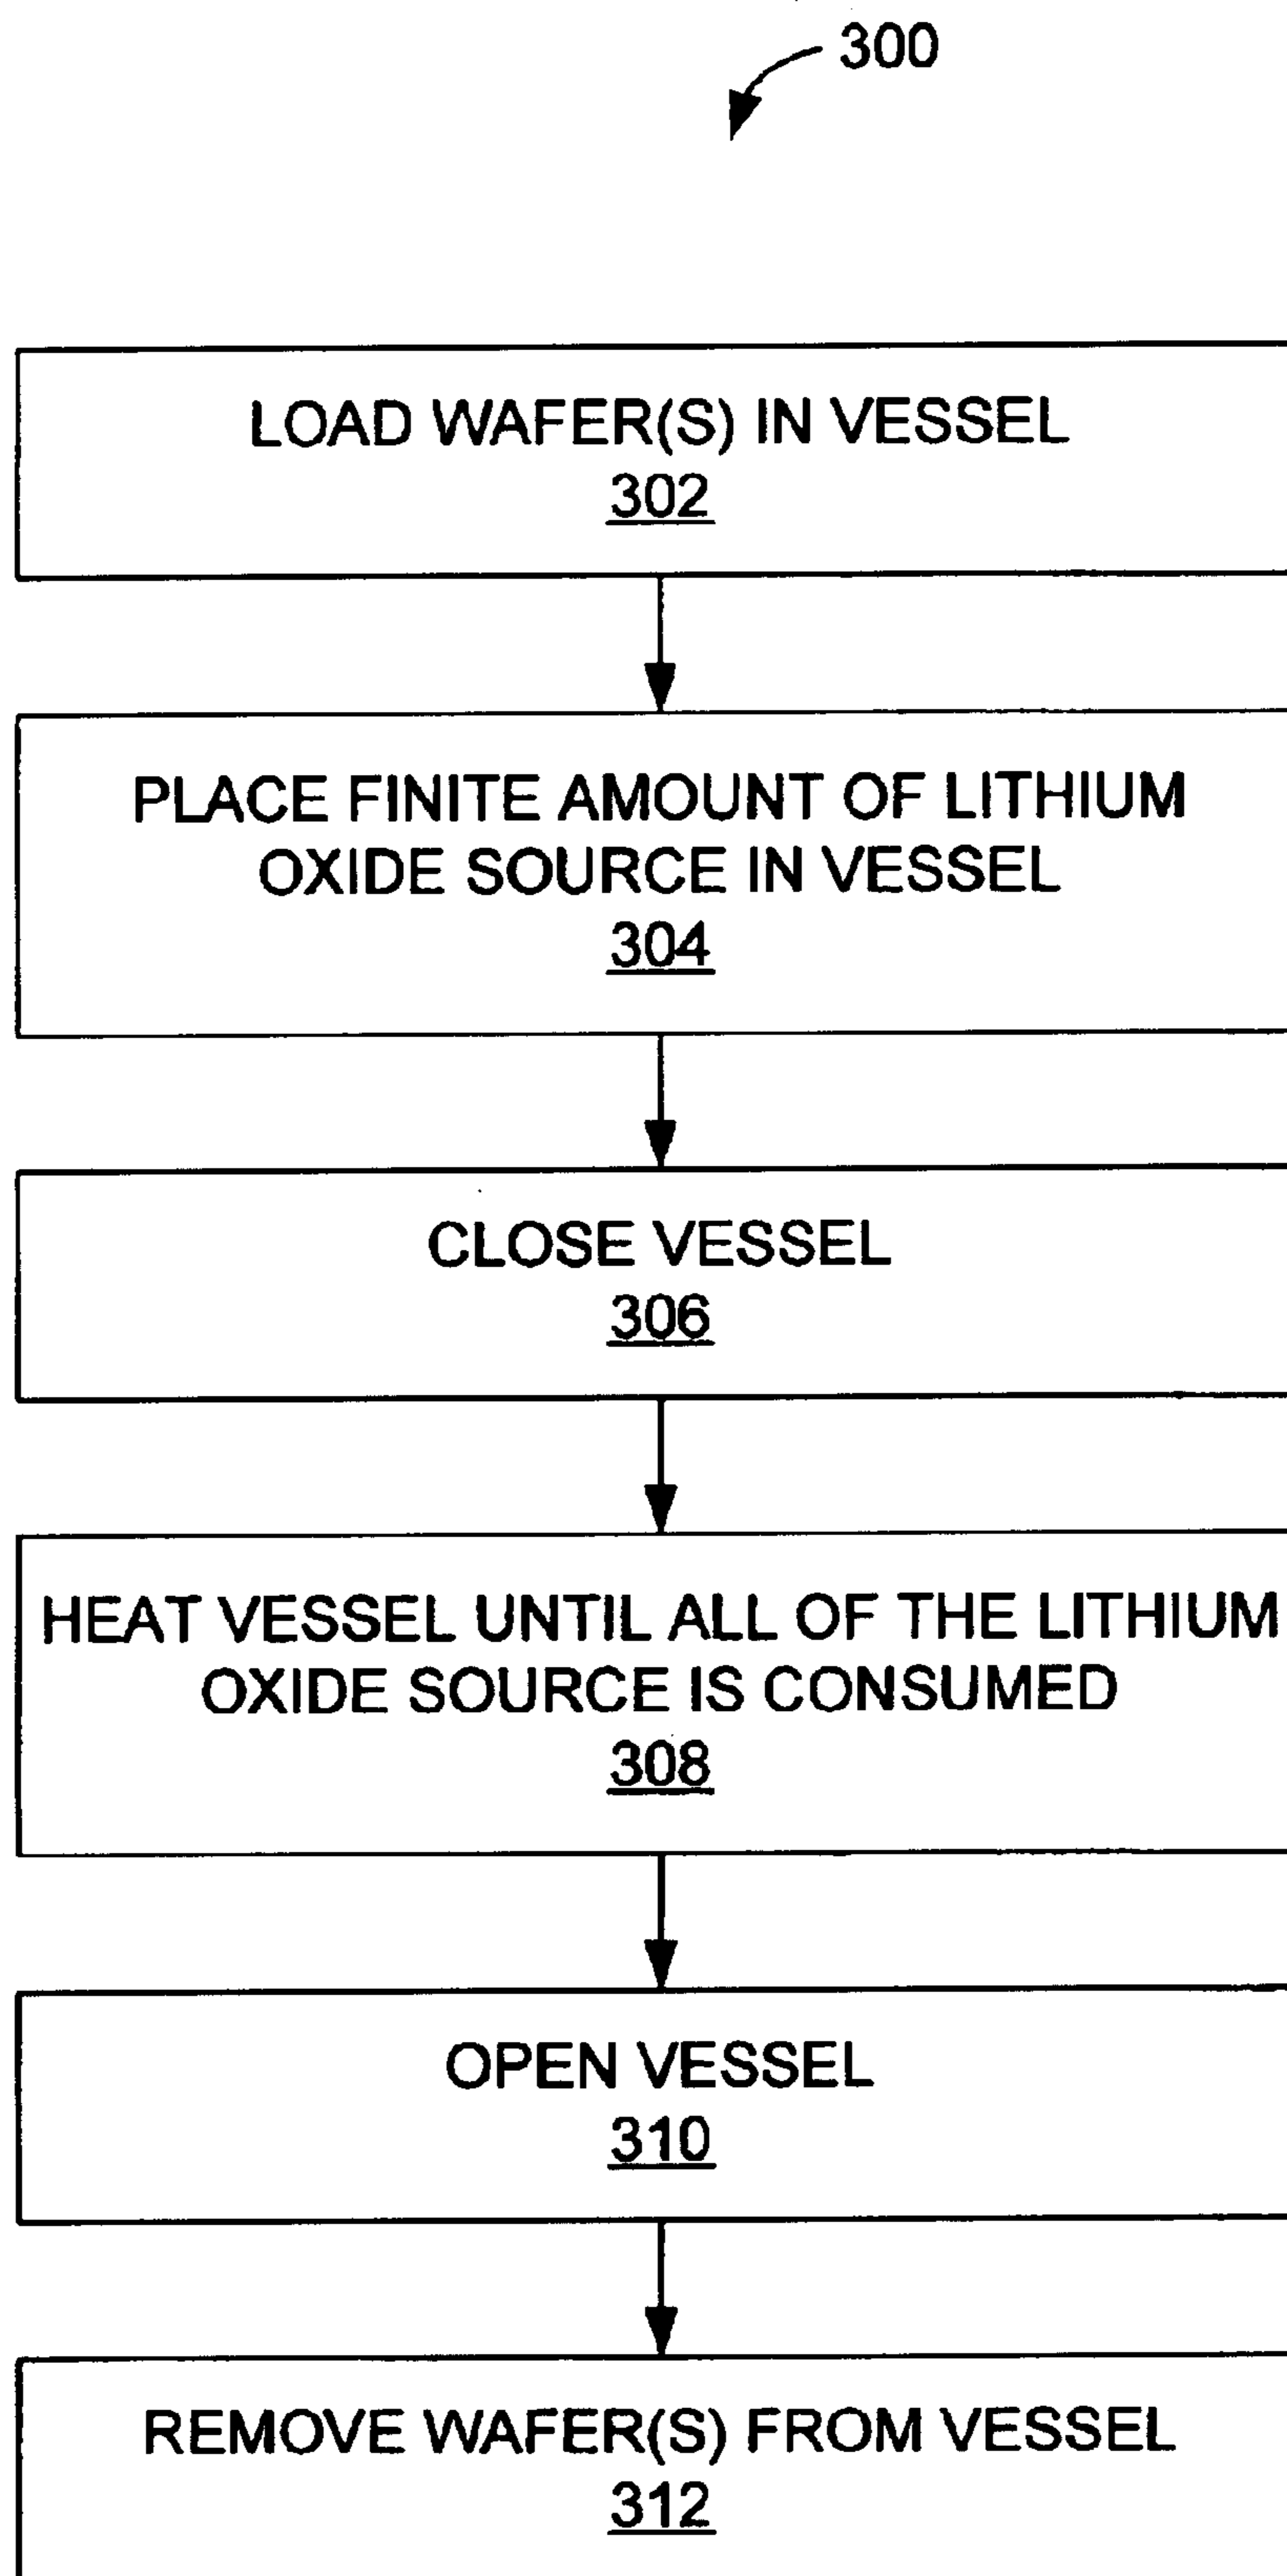 300
LOAD WAFER(S) IN VESSEL
302
PLACE FINITE AMOUNT OF LITHIUM
OXIDE SOURCE IN VESSEL
304
CLOSE VESSEL
306
HEAT VESSEL UNTIL ALL OF THE LITHIUM
OXIDE SOURCE IS CONSUMED
308
OPEN VESSEL
310
REMOVE WAFER(S) FROM VESSEL
312